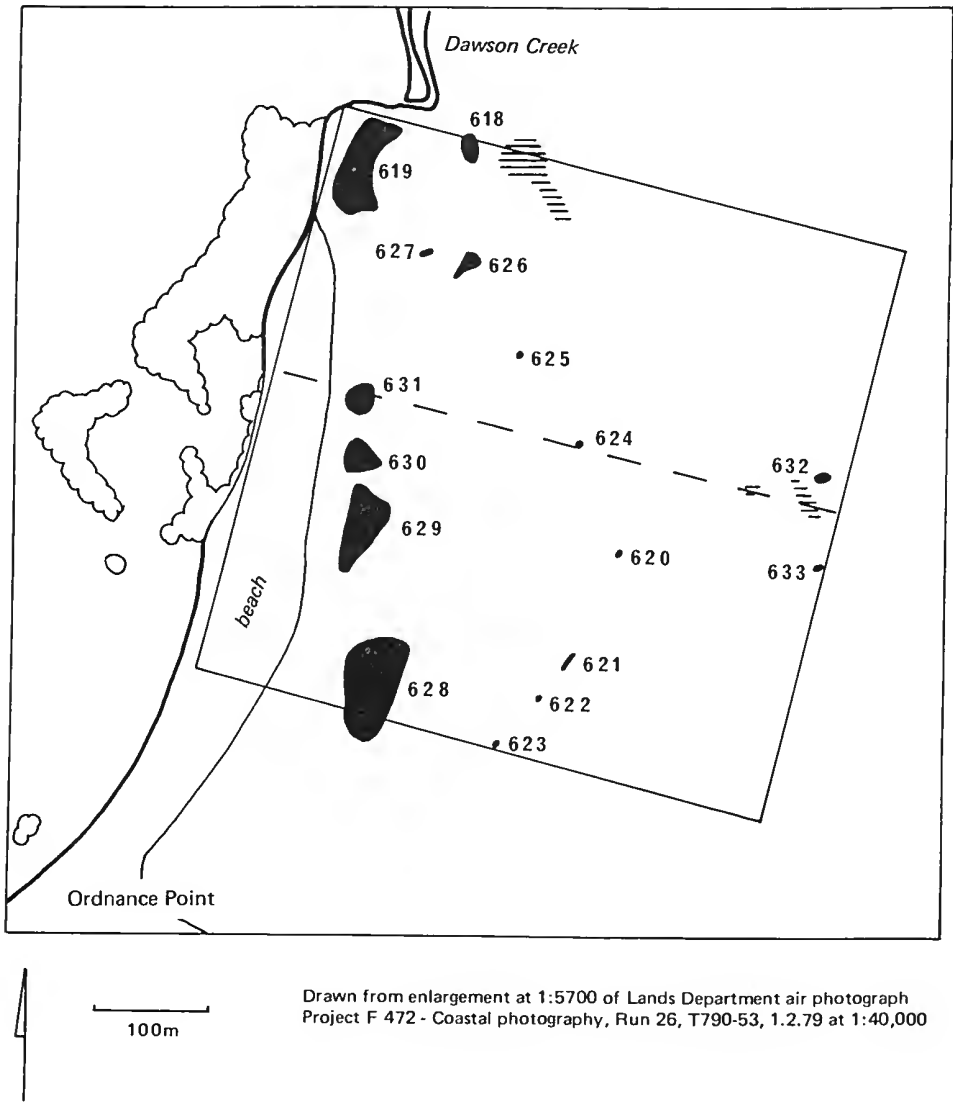 Dawson Creek
618
619
627
626
625
631
624
630
632
629
620
633
beach
621
628
622
623
Ordnance Point
100m
Drawn from enlargement at 1:5700 of Lands Department air photograph
Project F 472 - Coastal photography, Run 26, T790-53, 1.2.79 at 1:40,000